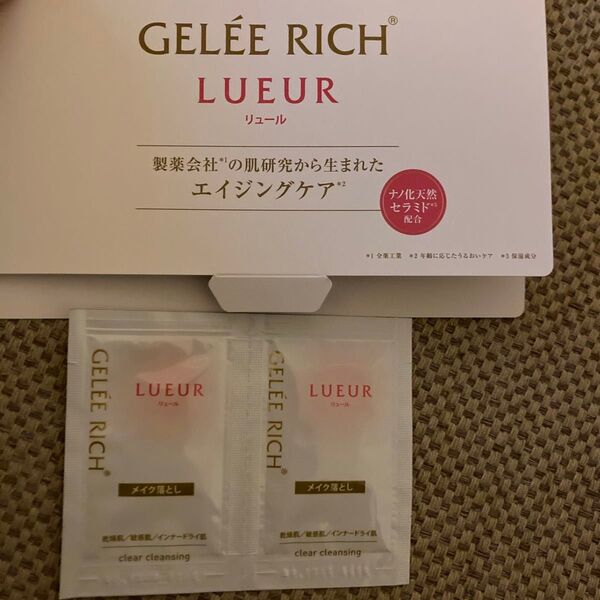 GELÉE RICH®
LUEUR
リュール
製薬会社*1の肌研究から生まれた
エイジングケア*2
ナノ化天然
セラミド*3
配合
*1 全薬工業 *2 年齢に応じたうるおいケア *3 保湿成分
GELÉE RICH®
LUEUR
リュール
メイク落とし
乾燥肌/敏感肌/インナードライ肌
clear cleansing
GELÉE RICH®
LUEUR
リュール
メイク落とし
乾燥肌/敏感肌/インナードライ肌
clear cleansing